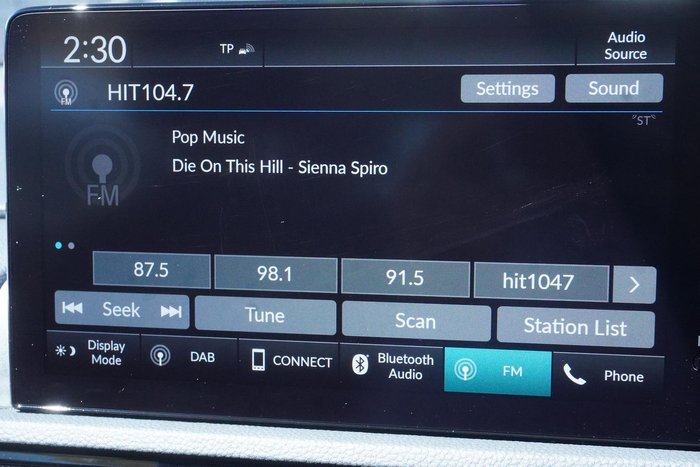 2:30
TP
Audio
Source
FM
HIT104.7
Settings
Sound
"ST"
Pop Music
Die On This Hill - Sienna Spiro
FM
87.5
98.1
91.5
hit1047
Seek
Tune
Scan
Station List
Display
Mode
DAB
CONNECT
Bluetooth
Audio
FM
Phone